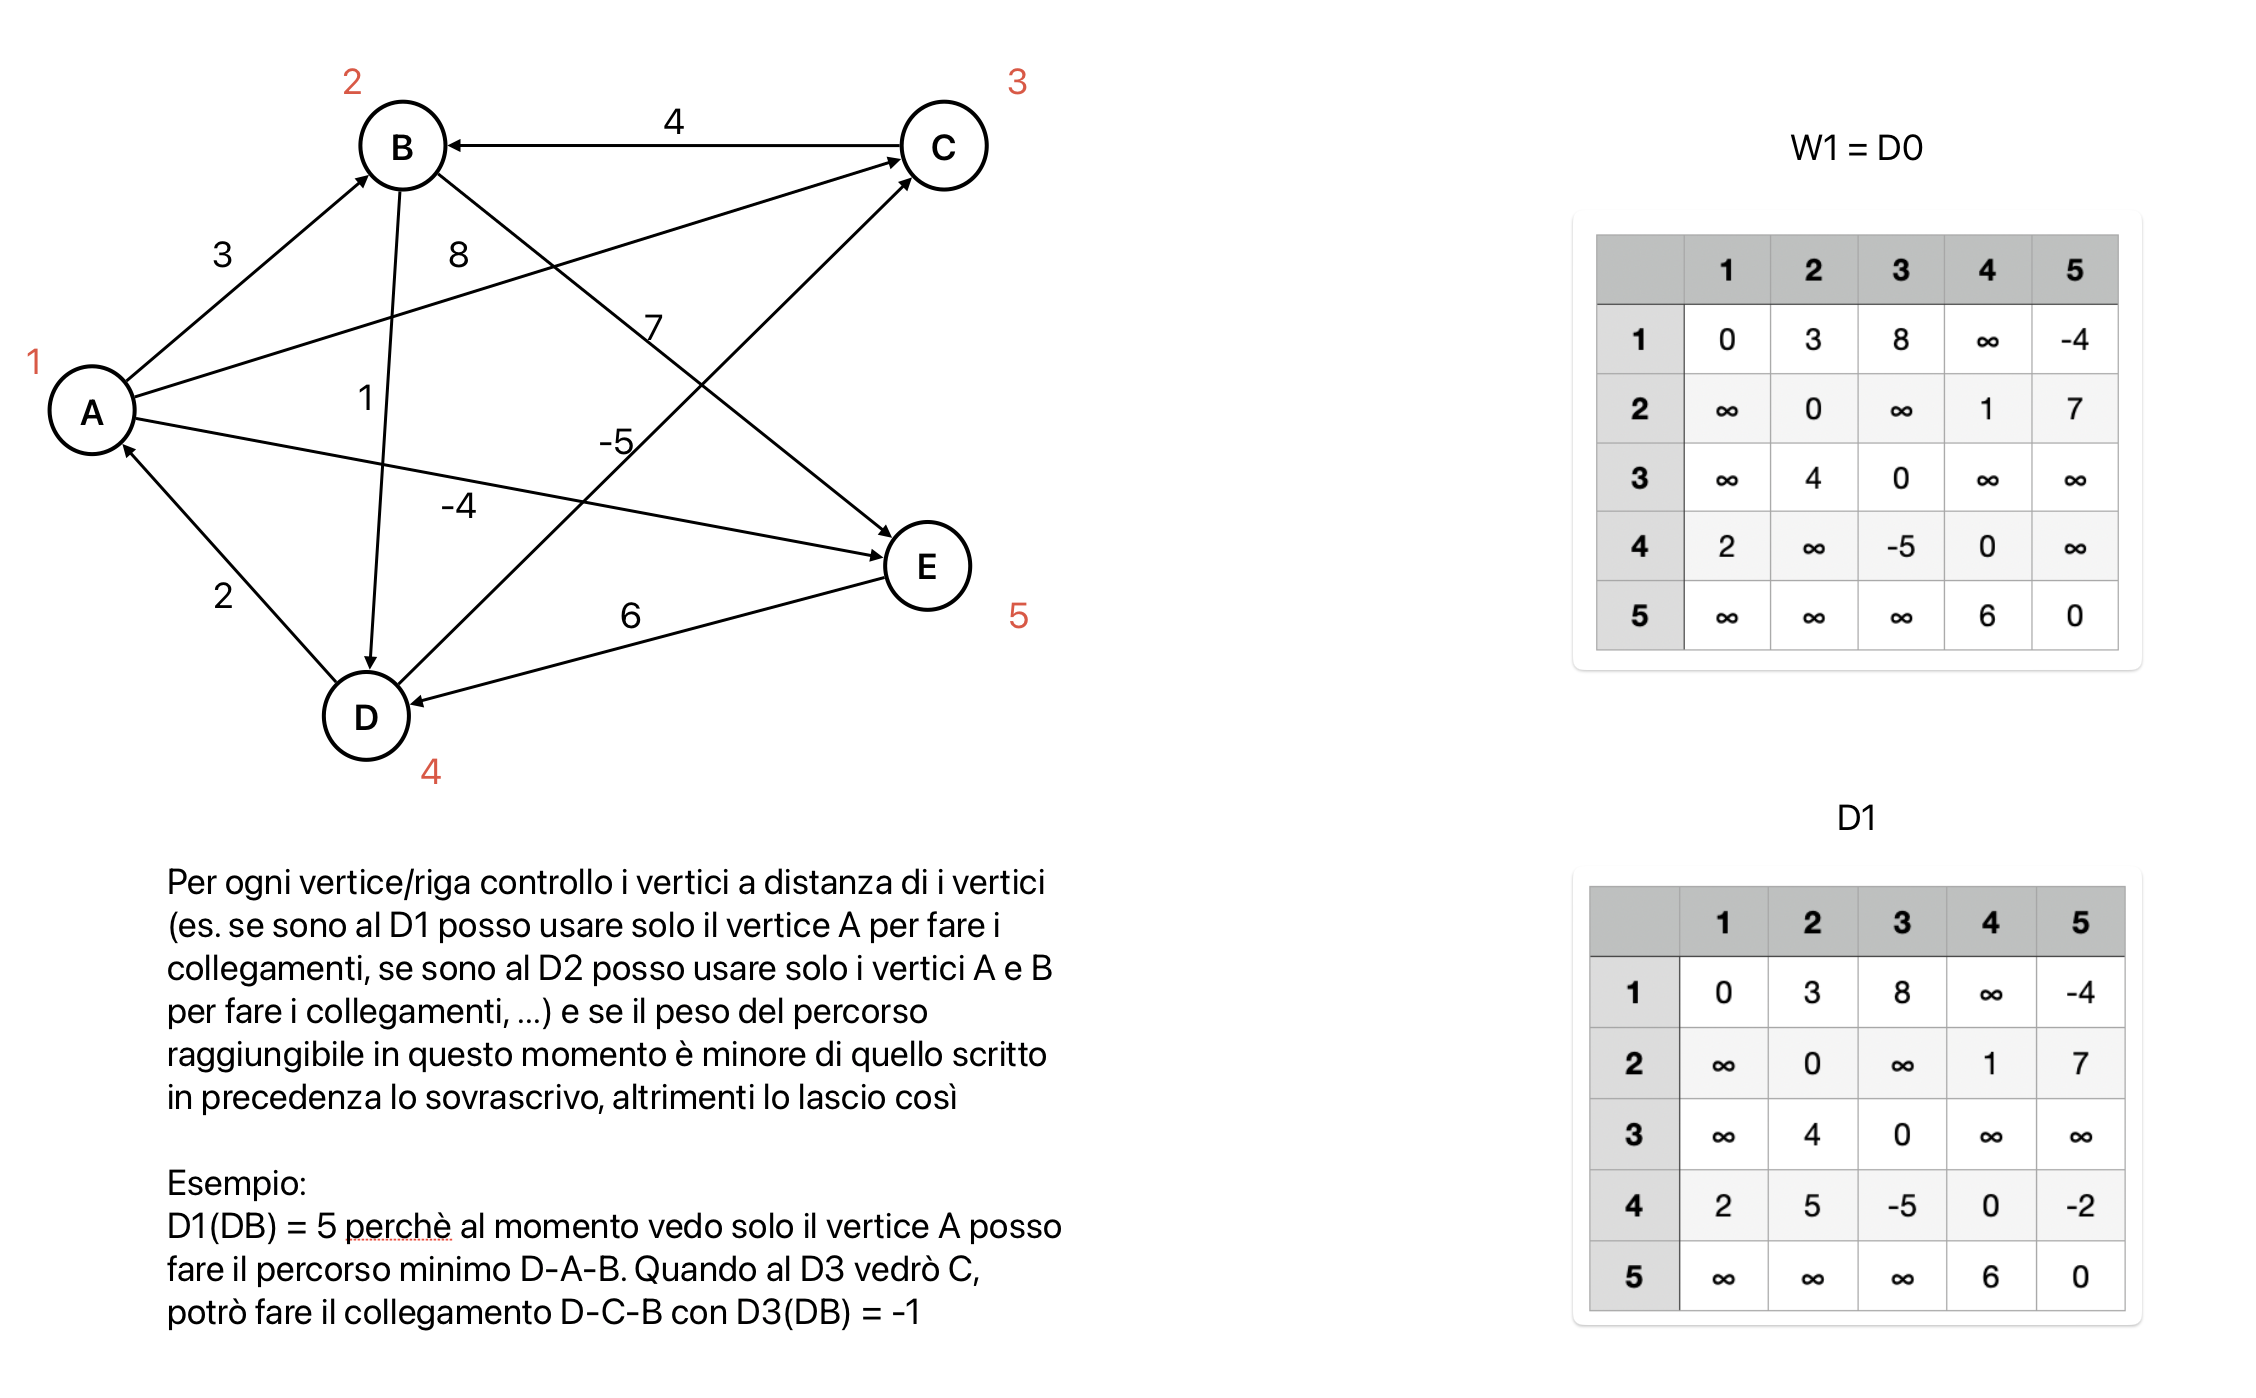 2
3
4
B
C
W1 = D0
3
8
7
1
1
A
-5
-4
2
E
6
5
D
4
1 2 3 4 5
1 0 3 8 ∞ -4
2 ∞ 0 ∞ 1 7
3 ∞ 4 0 ∞ ∞
4 2 ∞ -5 0 ∞
5 ∞ ∞ ∞ 6 0
Per ogni vertice/riga controllo i vertici a distanza di i vertici
(es. se sono al D1 posso usare solo il vertice A per fare i
collegamenti, se sono al D2 posso usare solo i vertici A e B
per fare i collegamenti, ...) e se il peso del percorso
raggiungibile in questo momento è minore di quello scritto
in precedenza lo sovrascrivo, altrimenti lo lascio così
Esempio:
D1(DB) = 5 perchè al momento vedo solo il vertice A posso
fare il percorso minimo D-A-B. Quando al D3 vedrò C,
potrò fare il collegamento D-C-B con D3(DB) = -1
D1
1 2 3 4 5
1 0 3 8 ∞ -4
2 ∞ 0 ∞ 1 7
3 ∞ 4 0 ∞ ∞
4 2 5 -5 0 -2
5 ∞ ∞ ∞ 6 0